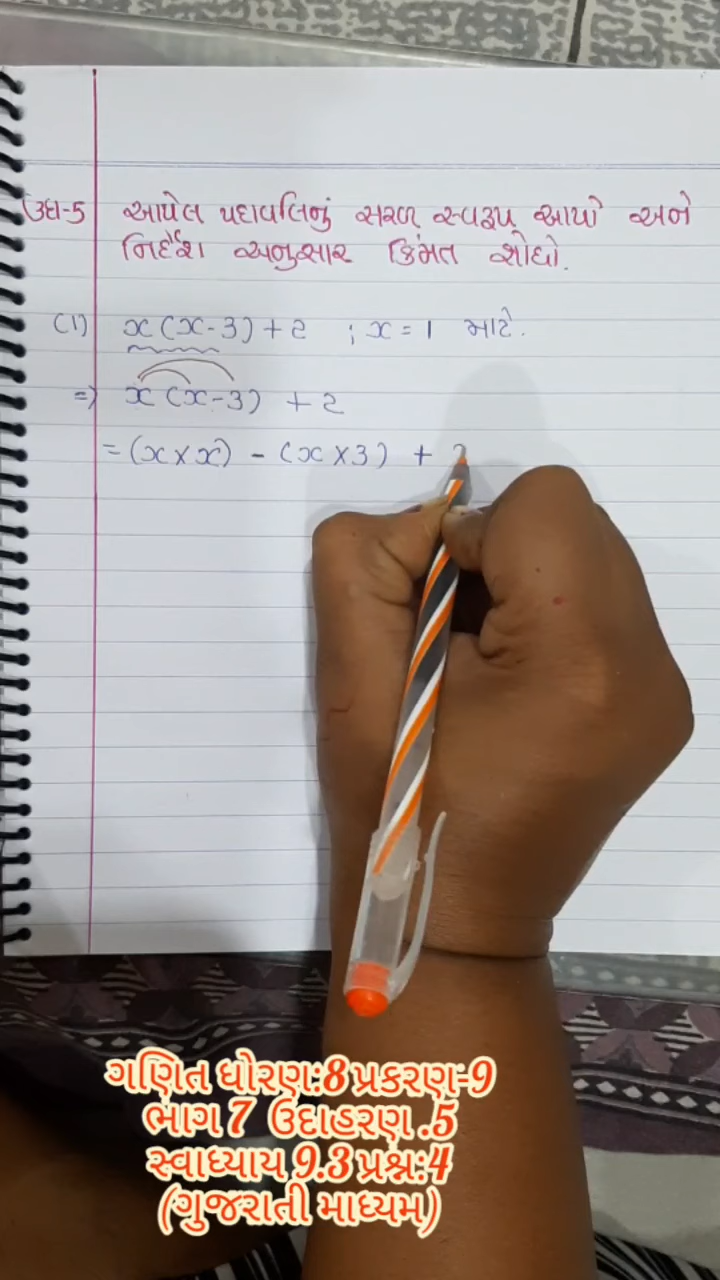 ઉદા-5 આપેલ પદાવલિનું સરળ સ્વરૂપ આપો અને
નિર્દેશ અનુસાર કિંમત શોધો.
(1) x(x-3)+2 ; x=1 માટે.
=> x(x-3) +2
= (x×x) - (x×3) +
ગણિત ધોરણ:8 પ્રકરણ-9
ભાગ 7 ઉદાહરણ .5
સ્વાધ્યાય 9.3 પ્રશ્ન:4
(ગુજરાતી માધ્યમ)